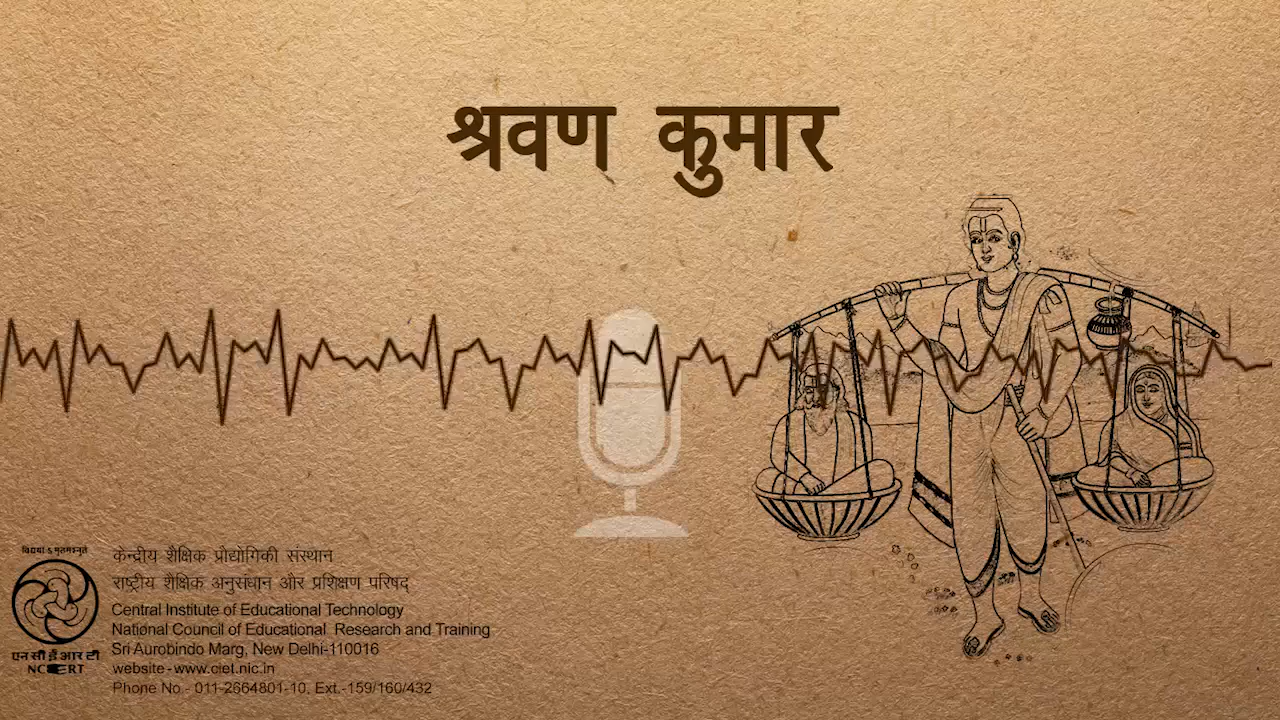 श्रवण कुमार
विद्यया ऽ मृतमश्नुते
केन्द्रीय शैक्षिक प्रौद्योगिकी संस्थान
राष्ट्रीय शैक्षिक अनुसंधान और प्रशिक्षण परिषद्
Central Institute of Educational Technology
National Council of Educational Research and Training
Sri Aurobindo Marg, New Delhi-110016
एन सी ई आर टी
website - www.ciet.nic.in
NCERT
Phone No.- 011-2664801-10, Ext.-159/160/432